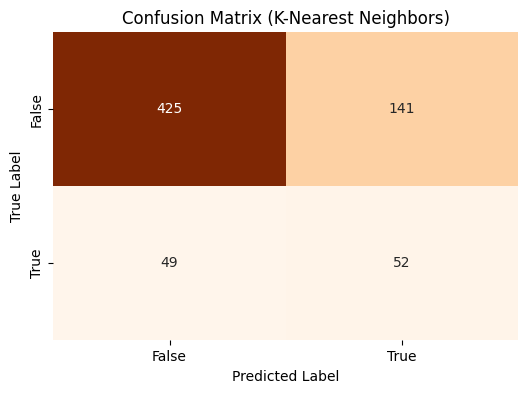 Confusion Matrix (K-Nearest Neighbors)
True Label
False
425
141
True
49
52
False
True
Predicted Label